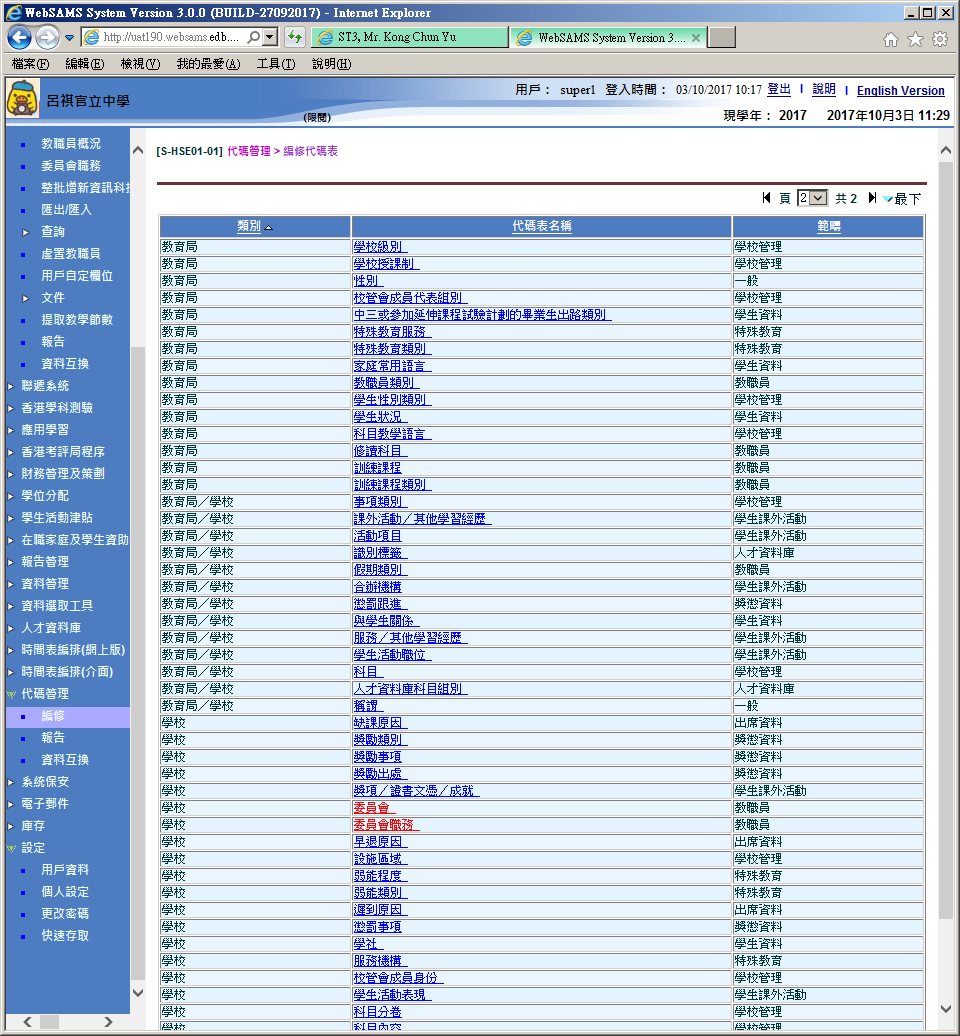 WebSAMS System Version 3.0.0 (BUILD-27092017) - Internet Explorer
http://uat190.websams.edb.... ST3, Mr. Kong Chun Yu WebSAMS System Version 3....
檔案(F) 編輯(E) 檢視(V) 我的最愛(A) 工具(T) 說明(H)
呂祺官立中學
(限閱)
用戶： super1 登入時間： 03/10/2017 10:17 登出 | 說明 | English Version
現學年： 2017 2017年10月3日 11:29
教職員概況
委員會職務
整批增新資訊科技
匯出/匯入
查詢
虛置教職員
用戶自定欄位
文件
提取教學節數
報告
資料互換
聯遞系統
香港學科測驗
應用學習
香港考評局程序
財務管理及策劃
學位分配
學生活動津貼
在職家庭及學生資助
報告管理
資料管理
資料選取工具
人才資料庫
時間表編排(網上版)
時間表編排(介面)
代碼管理
編修
報告
資料互換
系統保安
電子郵件
庫存
設定
用戶資料
個人設定
更改密碼
快速存取
[S-HSE01-01] 代碼管理 > 編修代碼表
頁 2 共 2 最下
類別 代碼表名稱 範疇
教育局 學校級別 學校管理
教育局 學校授課制 學校管理
教育局 性別 一般
教育局 校管會成員代表組別 學校管理
教育局 中三或參加延伸課程試驗計劃的畢業生出路類別 學生資料
教育局 特殊教育服務 特殊教育
教育局 特殊教育類別 特殊教育
教育局 家庭常用語言 學生資料
教育局 教職員類別 教職員
教育局 學生性別類別 學校管理
教育局 學生狀況 學生資料
教育局 科目教學語言 學校管理
教育局 修讀科目 教職員
教育局 訓練課程 教職員
教育局 訓練課程類別 教職員
教育局／學校 事項類別 學校管理
教育局／學校 課外活動／其他學習經歷 學生課外活動
教育局／學校 活動項目 學生課外活動
教育局／學校 識別標籤 人才資料庫
教育局／學校 假期類別 教職員
教育局／學校 合辦機構 學生課外活動
教育局／學校 懲罰跟進 獎懲資料
教育局／學校 與學生關係 學生資料
教育局／學校 服務／其他學習經歷 學生課外活動
教育局／學校 學生活動職位 學生課外活動
教育局／學校 科目 學校管理
教育局／學校 人才資料庫科目組別 人才資料庫
教育局／學校 稱謂 一般
學校 缺課原因 出席資料
學校 獎勵類別 獎懲資料
學校 獎勵事項 獎懲資料
學校 獎勵出處 獎懲資料
學校 獎項／證書文憑／成就 學生課外活動
學校 委員會 教職員
學校 委員會職務 教職員
學校 早退原因 出席資料
學校 設施區域 學校管理
學校 弱能程度 特殊教育
學校 弱能類別 特殊教育
學校 遲到原因 出席資料
學校 懲罰事項 獎懲資料
學校 學社 學生資料
學校 服務機構 特殊教育
學校 校管會成員身份 學校管理
學校 學生活動表現 學生課外活動
學校 科目分卷 學校管理
學校 科目內容 學校管理